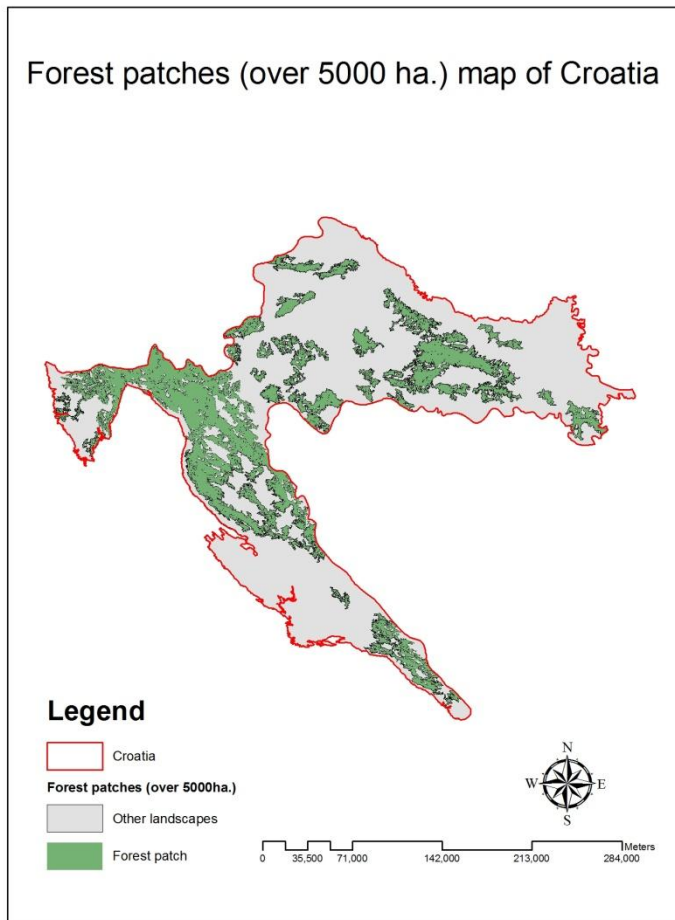 Forest patches (over 5000 ha.) map of Croatia
Legend
Croatia
Forest patches (over 5000ha.)
Other landscapes
Forest patch
N
W E
S
Meters
0 35,500 71,000 142,000 213,000 284,000